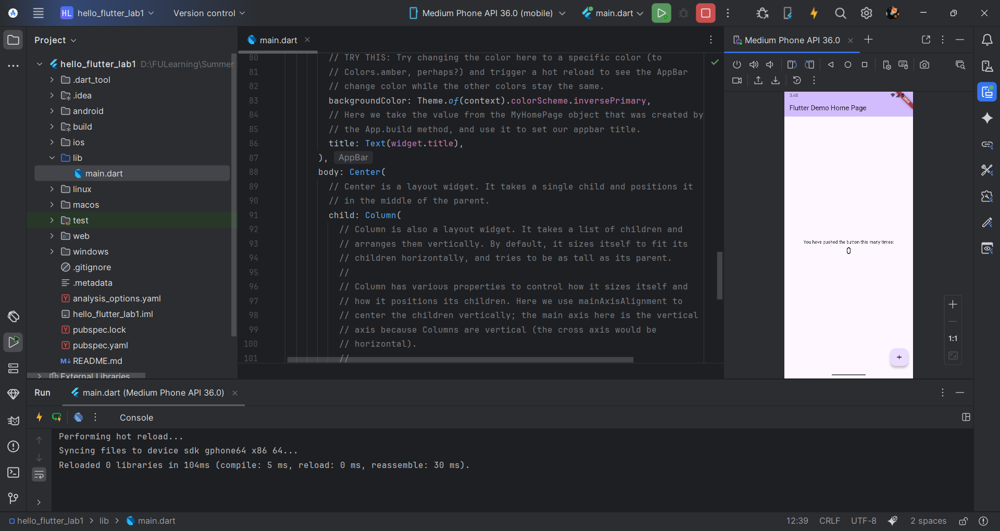 HL hello_flutter_lab1
Version control
Medium Phone API 36.0 (mobile)
main.dart
Project
hello_flutter_lab1 D:\FULearning\Summer
.dart_tool
.idea
android
build
ios
lib
main.dart
linux
macos
test
web
windows
.gitignore
.metadata
analysis_options.yaml
hello_flutter_lab1.iml
pubspec.lock
pubspec.yaml
M↓ README.md
External Libraries
main.dart
80 // TRY THIS: Try changing the color here to a specific color (to
81 // Colors.amber, perhaps?) and trigger a hot reload to see the AppBar
82 // change color while the other colors stay the same.
83 backgroundColor: Theme.of(context).colorScheme.inversePrimary,
84 // Here we take the value from the MyHomePage object that was created by
85 // the App.build method, and use it to set our appbar title.
86 title: Text(widget.title),
87 ), AppBar
88 body: Center(
89 // Center is a layout widget. It takes a single child and positions it
90 // in the middle of the parent.
91 child: Column(
92 // Column is also a layout widget. It takes a list of children and
93 // arranges them vertically. By default, it sizes itself to fit its
94 // children horizontally, and tries to be as tall as its parent.
95 //
96 // Column has various properties to control how it sizes itself and
97 // how it positions its children. Here we use mainAxisAlignment to
98 // center the children vertically; the main axis here is the vertical
99 // axis because Columns are vertical (the cross axis would be
100 // horizontal).
101 //
Medium Phone API 36.0
3:48
DEBUG
Flutter Demo Home Page
You have pushed the button this many times:
0
+
1:1
Run
main.dart (Medium Phone API 36.0)
Console
Performing hot reload...
Syncing files to device sdk gphone64 x86 64...
Reloaded 0 libraries in 104ms (compile: 5 ms, reload: 0 ms, reassemble: 30 ms).
hello_flutter_lab1 > lib > main.dart
12:39 CRLF UTF-8 2 spaces